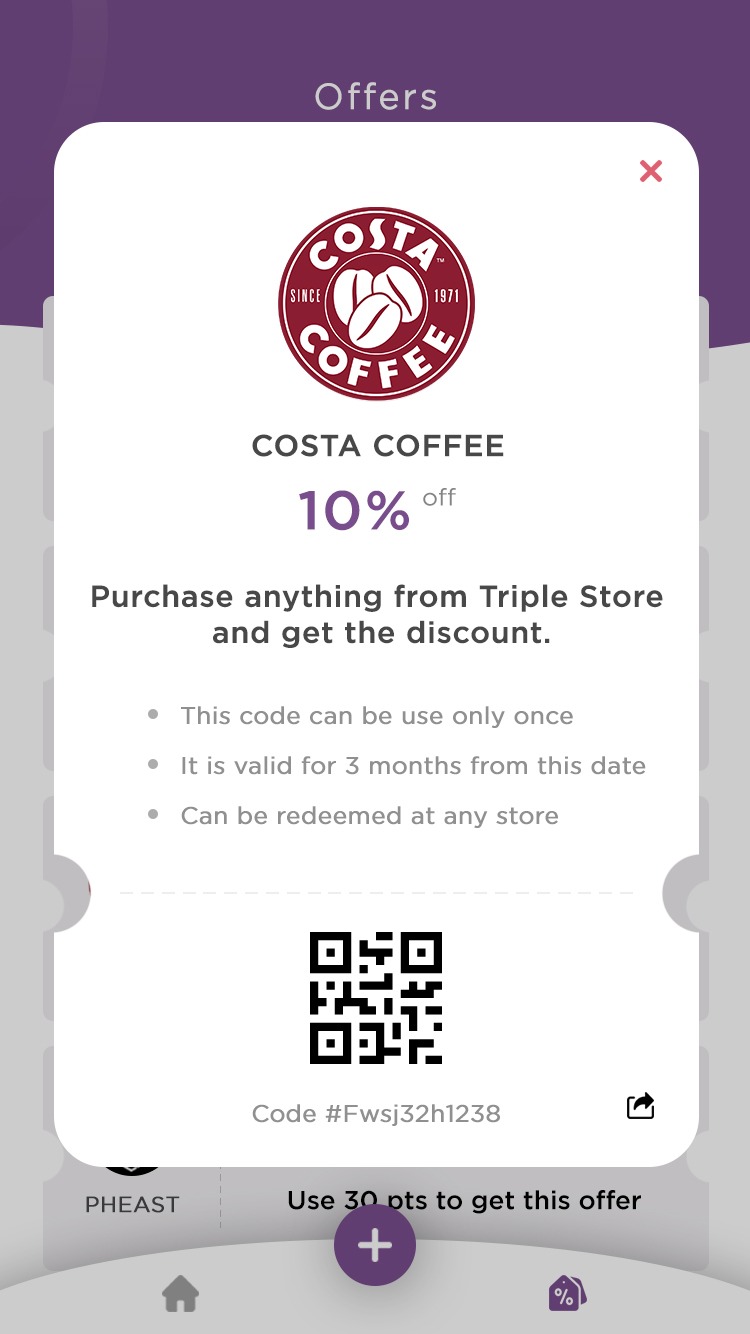 Offers
COSTA
™
SINCE
1971
COFFEE
COSTA COFFEE
10% off
Purchase anything from Triple Store
and get the discount.
• This code can be use only once
• It is valid for 3 months from this date
• Can be redeemed at any store
Code #Fwsj32h1238
PHEAST
Use 30 pts to get this offer
%